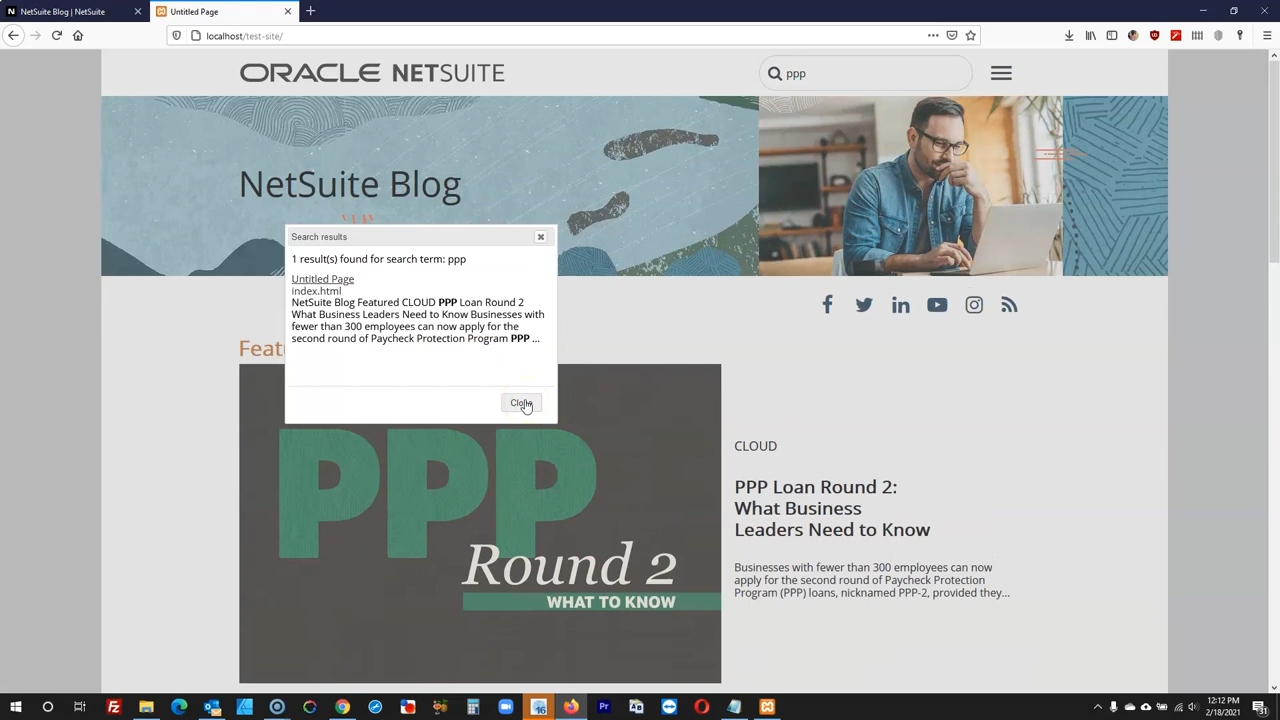 NetSuite Blog | NetSuite
Untitled Page
localhost/test-site/
ORACLE NETSUITE
ppp
NetSuite Blog
Search results
1 result(s) found for search term: ppp
Untitled Page
index.html
NetSuite Blog Featured CLOUD PPP Loan Round 2
What Business Leaders Need to Know Businesses with
fewer than 300 employees can now apply for the
second round of Paycheck Protection Program PPP ...
Close
PPP
Round 2
WHAT TO KNOW
CLOUD
PPP Loan Round 2:
What Business
Leaders Need to Know
Businesses with fewer than 300 employees can now
apply for the second round of Paycheck Protection
Program (PPP) loans, nicknamed PPP-2, provided they...
12:12 PM
2/18/2021